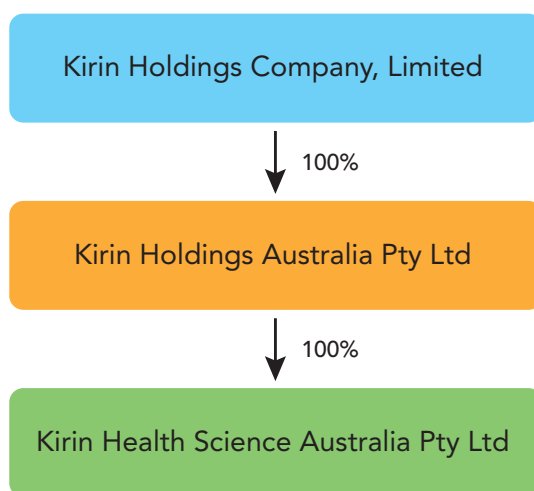 Kirin Holdings Company, Limited
100%
Kirin Holdings Australia Pty Ltd
100%
Kirin Health Science Australia Pty Ltd